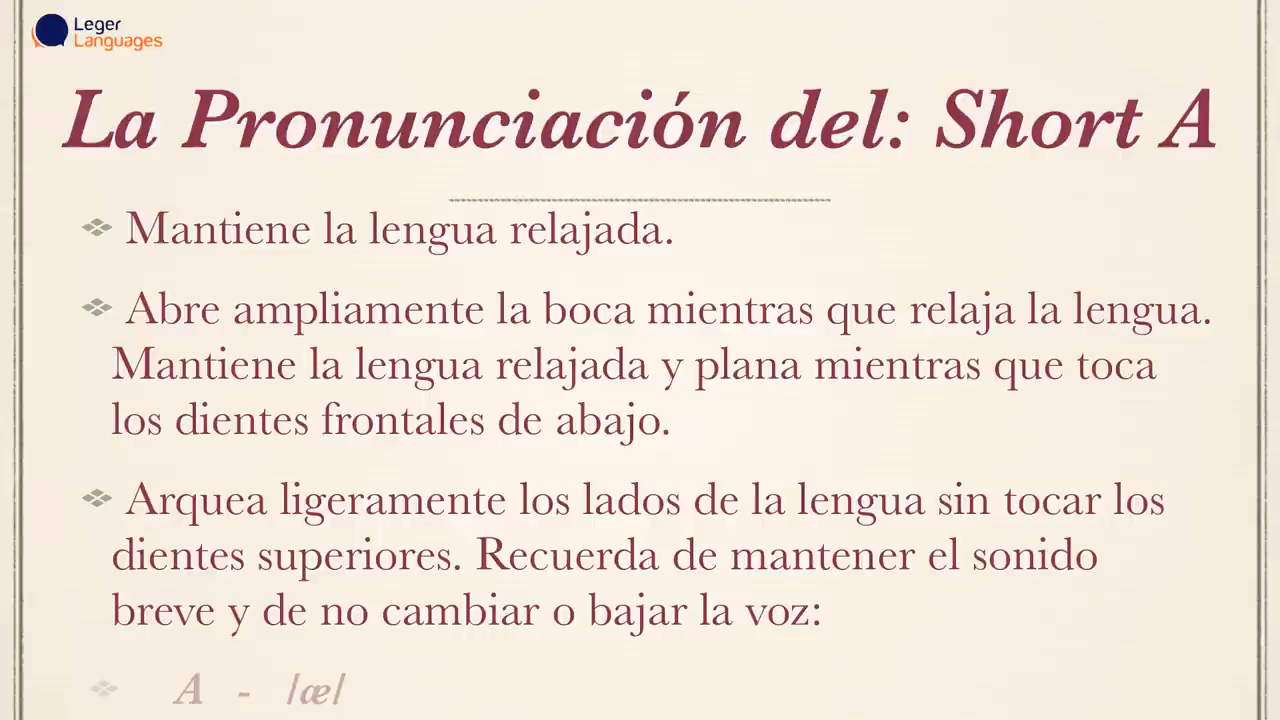 Leger
Languages
La Pronunciación del: Short A
Mantiene la lengua relajada.
Abre ampliamente la boca mientras que relaja la lengua.
Mantiene la lengua relajada y plana mientras que toca
los dientes frontales de abajo.
Arquea ligeramente los lados de la lengua sin tocar los
dientes superiores. Recuerda de mantener el sonido
breve y de no cambiar o bajar la voz:
A - /æ/